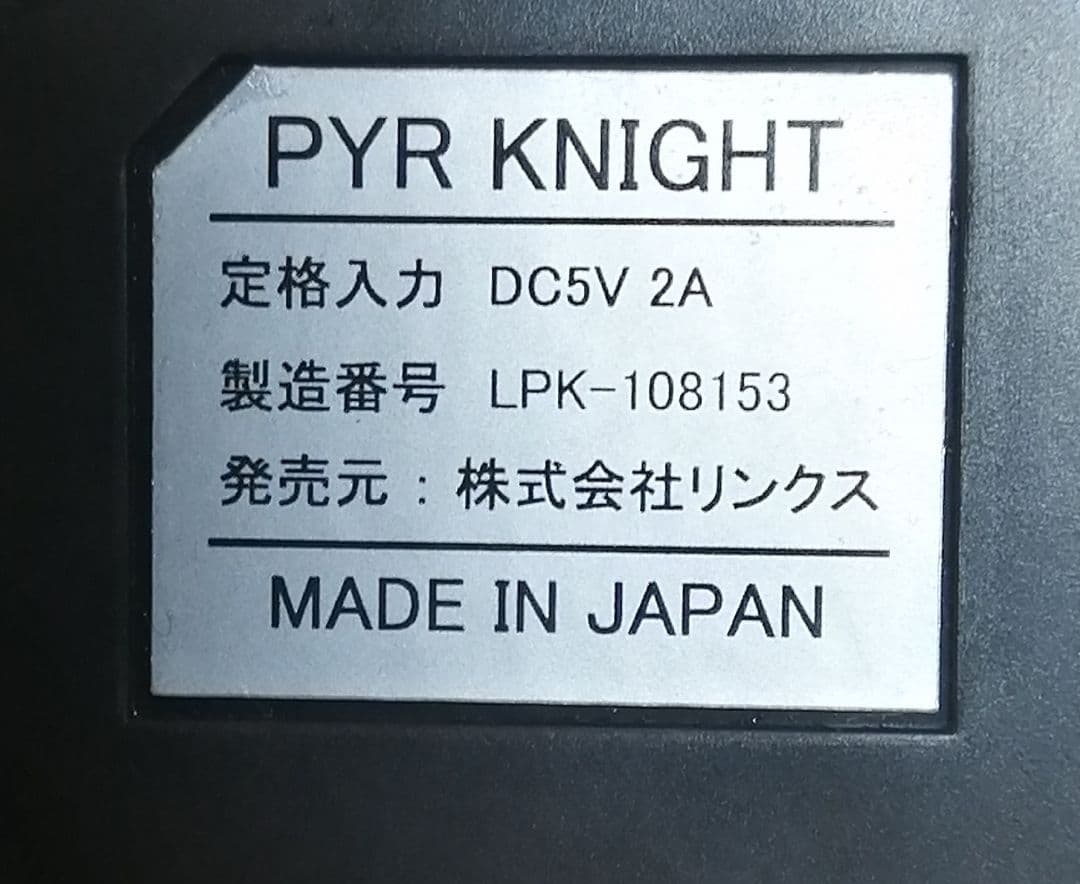 PYR KNIGHT
定格入力 DC5V 2A
製造番号 LPK-108153
発売元：株式会社リンクス
MADE IN JAPAN